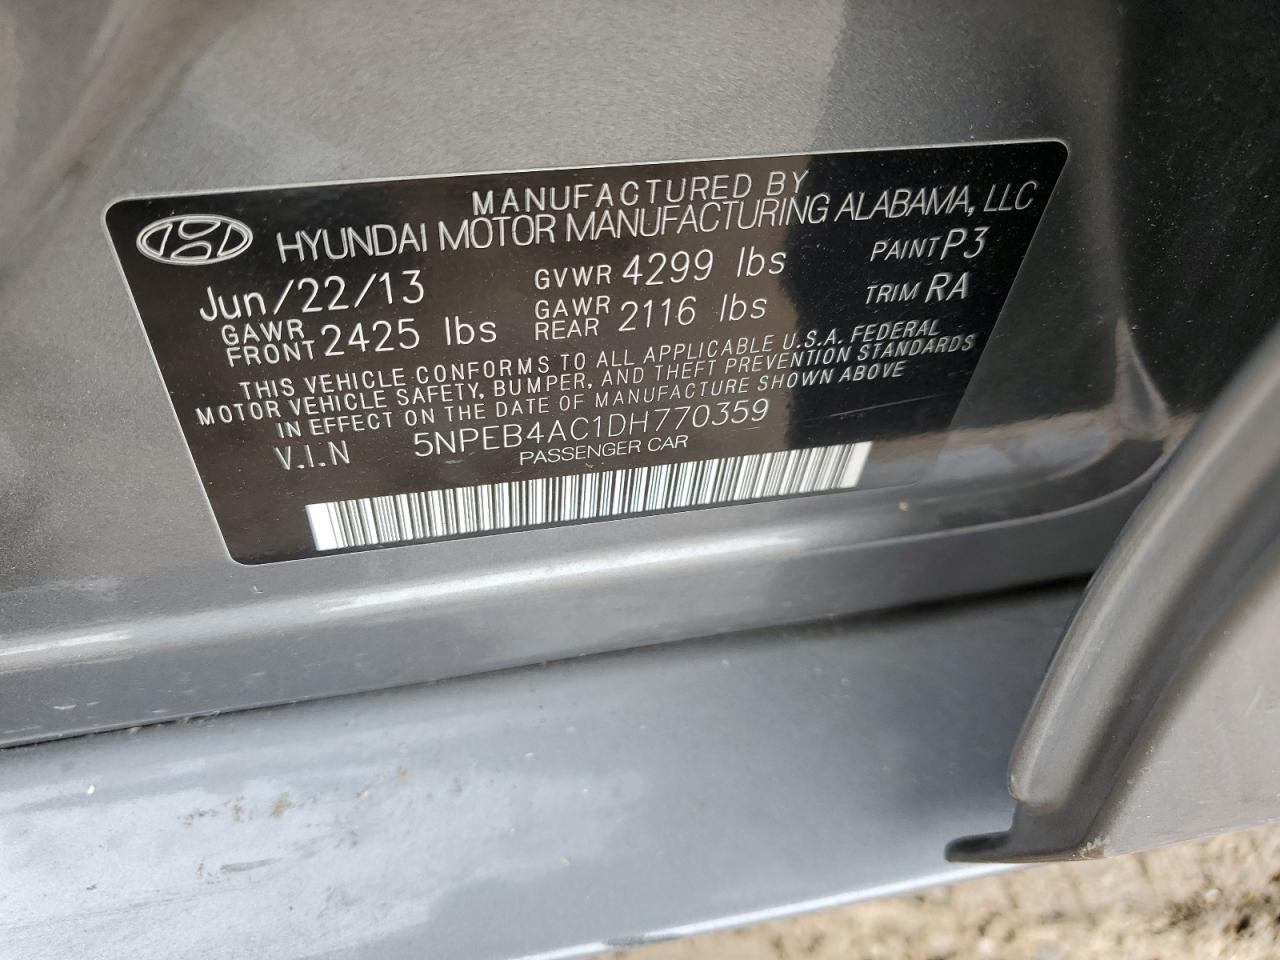 MANUFACTURED BY
HYUNDAI MOTOR MANUFACTURING ALABAMA, LLC
Jun/22/13 GVWR 4299 lbs PAINT P3
GAWR FRONT 2425 lbs GAWR REAR 2116 lbs TRIM RA
THIS VEHICLE CONFORMS TO ALL APPLICABLE U.S.A. FEDERAL
MOTOR VEHICLE SAFETY, BUMPER, AND THEFT PREVENTION STANDARDS
IN EFFECT ON THE DATE OF MANUFACTURE SHOWN ABOVE
V.I.N 5NPEB4AC1DH770359
PASSENGER CAR